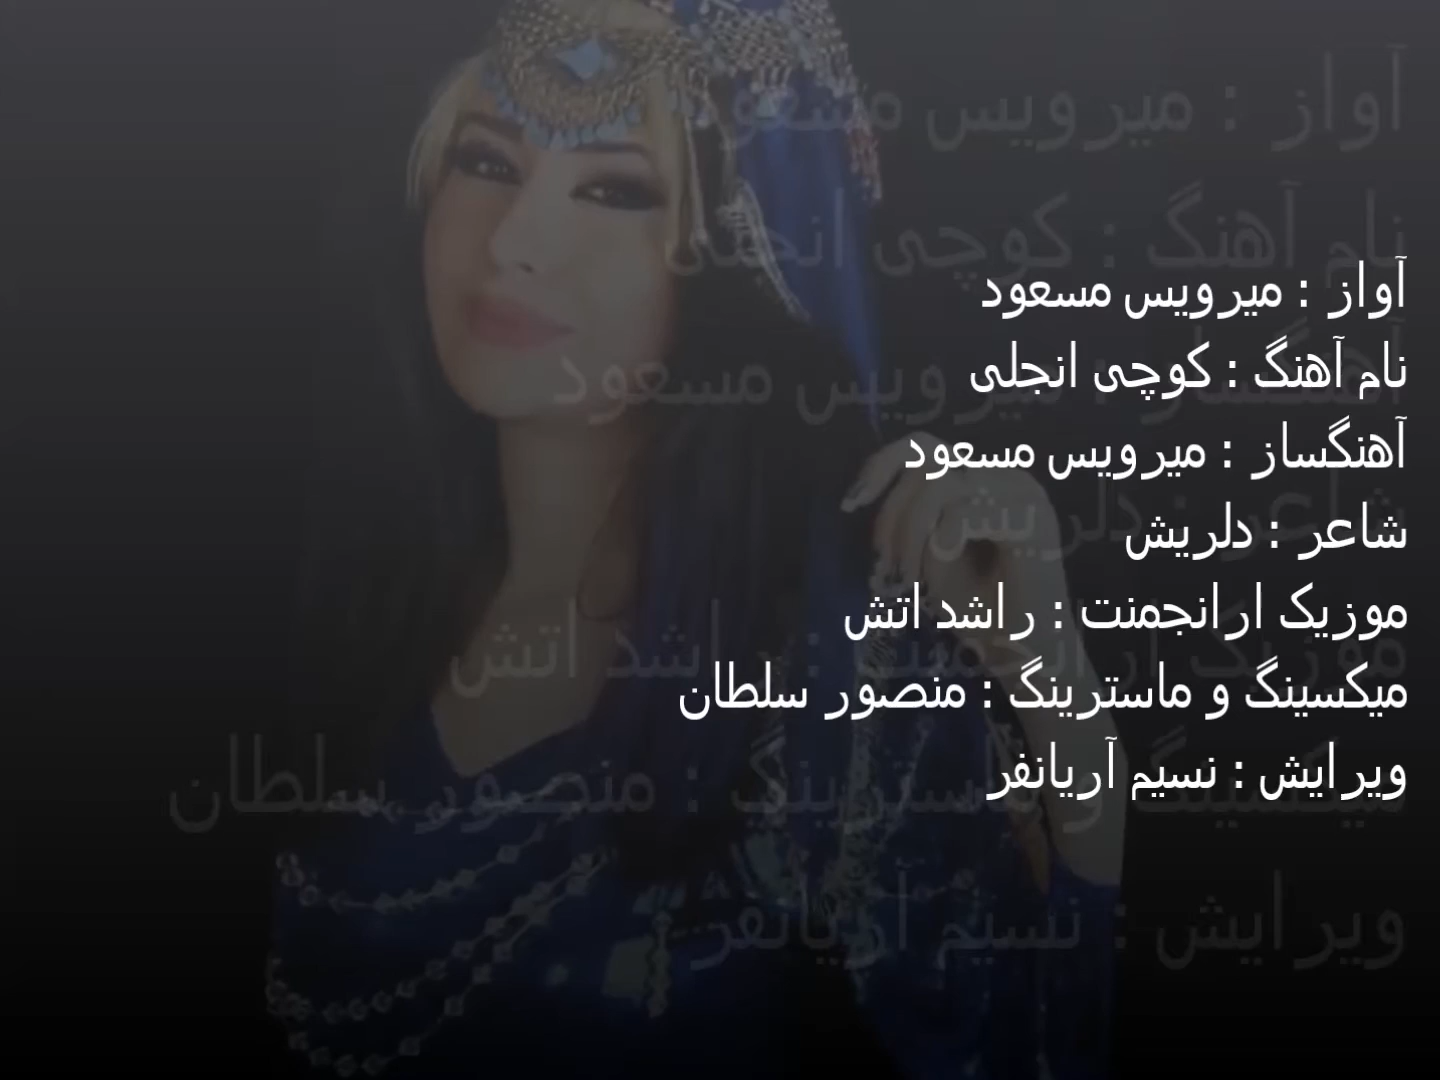 آواز : میرویس مسعود
نام آهنگ : کوچی انجلی
آهنگساز : میرویس مسعود
شاعر : دلریش
موزیک ارانجمنت : راشد اتش
میکسینگ و ماسترینگ : منصور سلطان
ویرایش : نسیم آریانفر